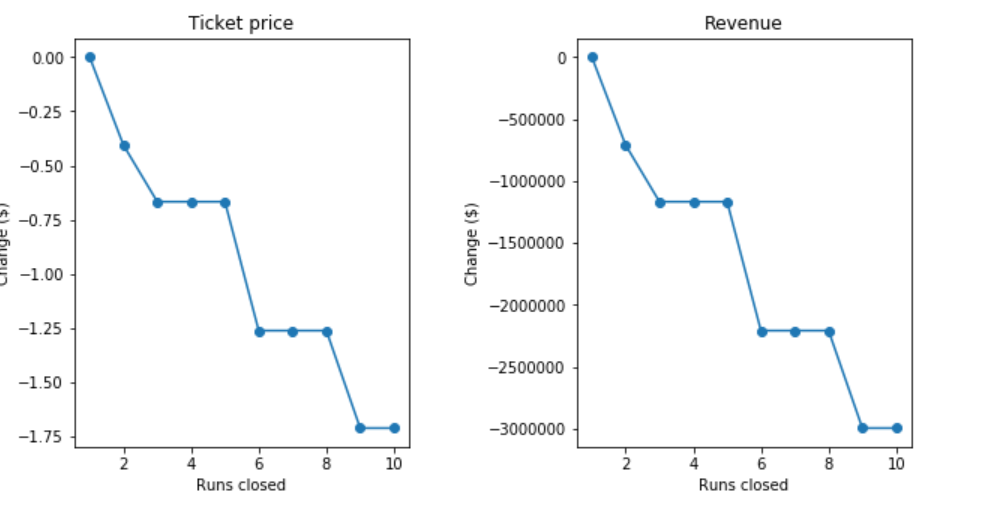 Ticket price
0.00
−0.25
−0.50
−0.75
−1.00
−1.25
−1.50
−1.75
Change ($)
2 4 6 8 10
Runs closed
Revenue
0
−500000
−1000000
−1500000
−2000000
−2500000
−3000000
Change ($)
2 4 6 8 10
Runs closed